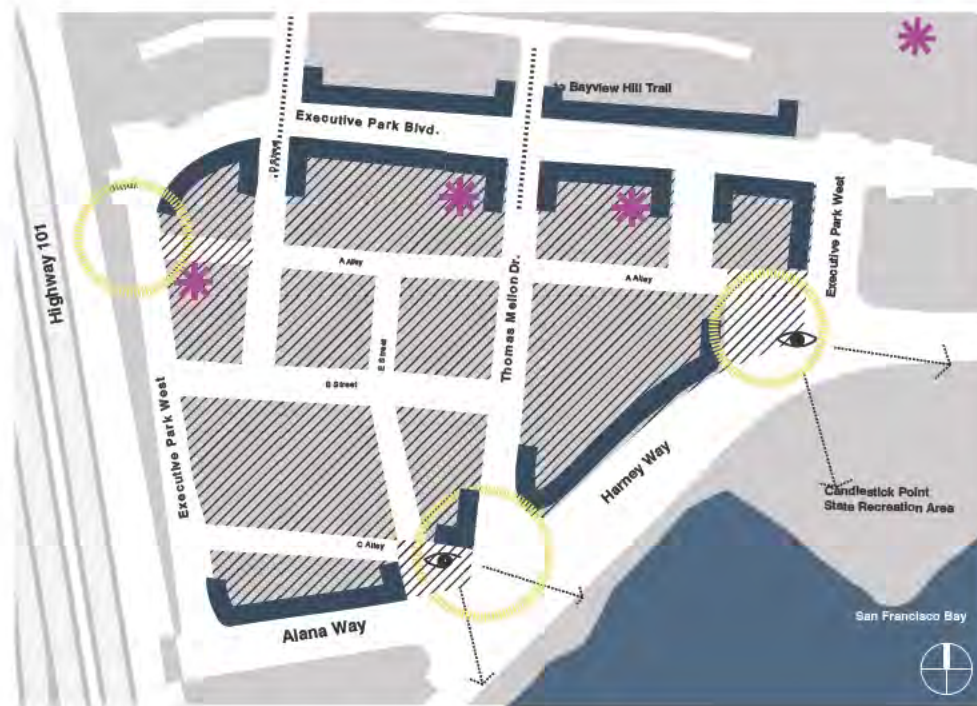 to Bayview Hill Trail
Executive Park Blvd.
D Alley
Highway 101
A Alley
A Alley
Executive Park West
Thomas Mellon Dr.
E Street
B Street
Executive Park West
Harney Way
Candlestick Point
State Recreation Area
C Alley
San Francisco Bay
Alana Way